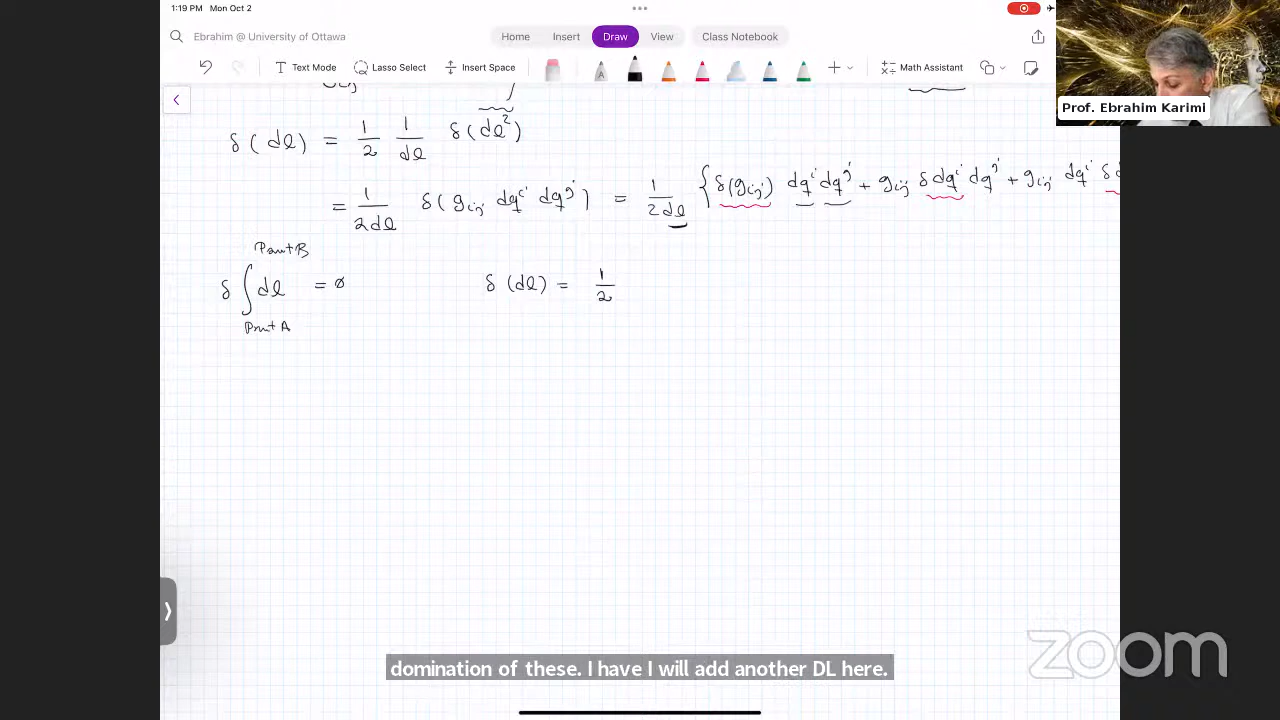 1:19 PM Mon Oct 2
Ebrahim @ University of Ottawa
Home Insert Draw View Class Notebook
Text Mode Lasso Select Insert Space Math Assistant
Prof. Ebrahim Karimi
δ(dl) = 1/2 1/dl δ(dl²)
= 1/2dl δ(gᵢⱼ dqⁱ dqʲ) = 1/2dl {δ(gᵢⱼ) dqⁱ dqʲ + gᵢⱼ δdqⁱ dqʲ + gᵢⱼ dqⁱ δd
Point B
δ ∫ dl = ø δ(dl) = 1/2
Point A
domination of these. I have I will add another DL here.
zoom